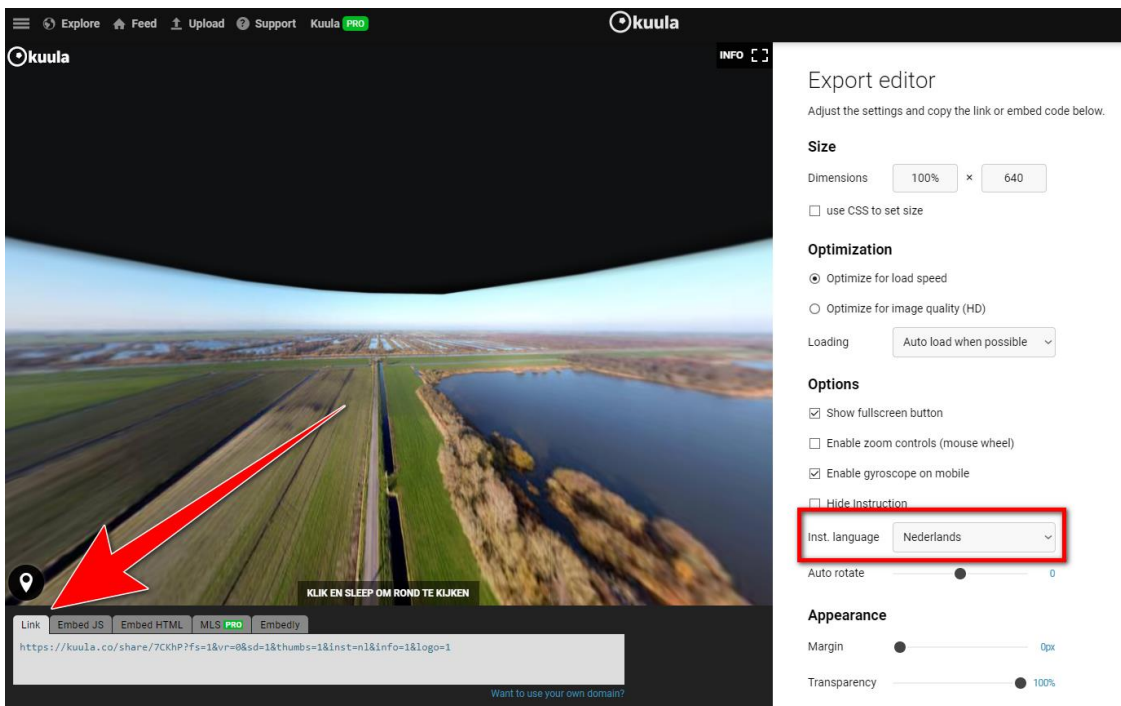 Explore Feed Upload Support Kuula PRO
kuula
kuula
INFO
KLIK EN SLEEP OM ROND TE KIJKEN
Link Embed JS Embed HTML MLS PRO Embedly
https://kuula.co/share/7CKhP?fs=1&vr=0&sd=1&thumbs=1&inst=nl&info=1&logo=1
Want to use your own domain?
Export editor
Adjust the settings and copy the link or embed code below.
Size
Dimensions 100% × 640
use CSS to set size
Optimization
Optimize for load speed
Optimize for image quality (HD)
Loading Auto load when possible
Options
Show fullscreen button
Enable zoom controls (mouse wheel)
Enable gyroscope on mobile
Hide Instruction
Inst. language Nederlands
Auto rotate 0
Appearance
Margin 0px
Transparency 100%